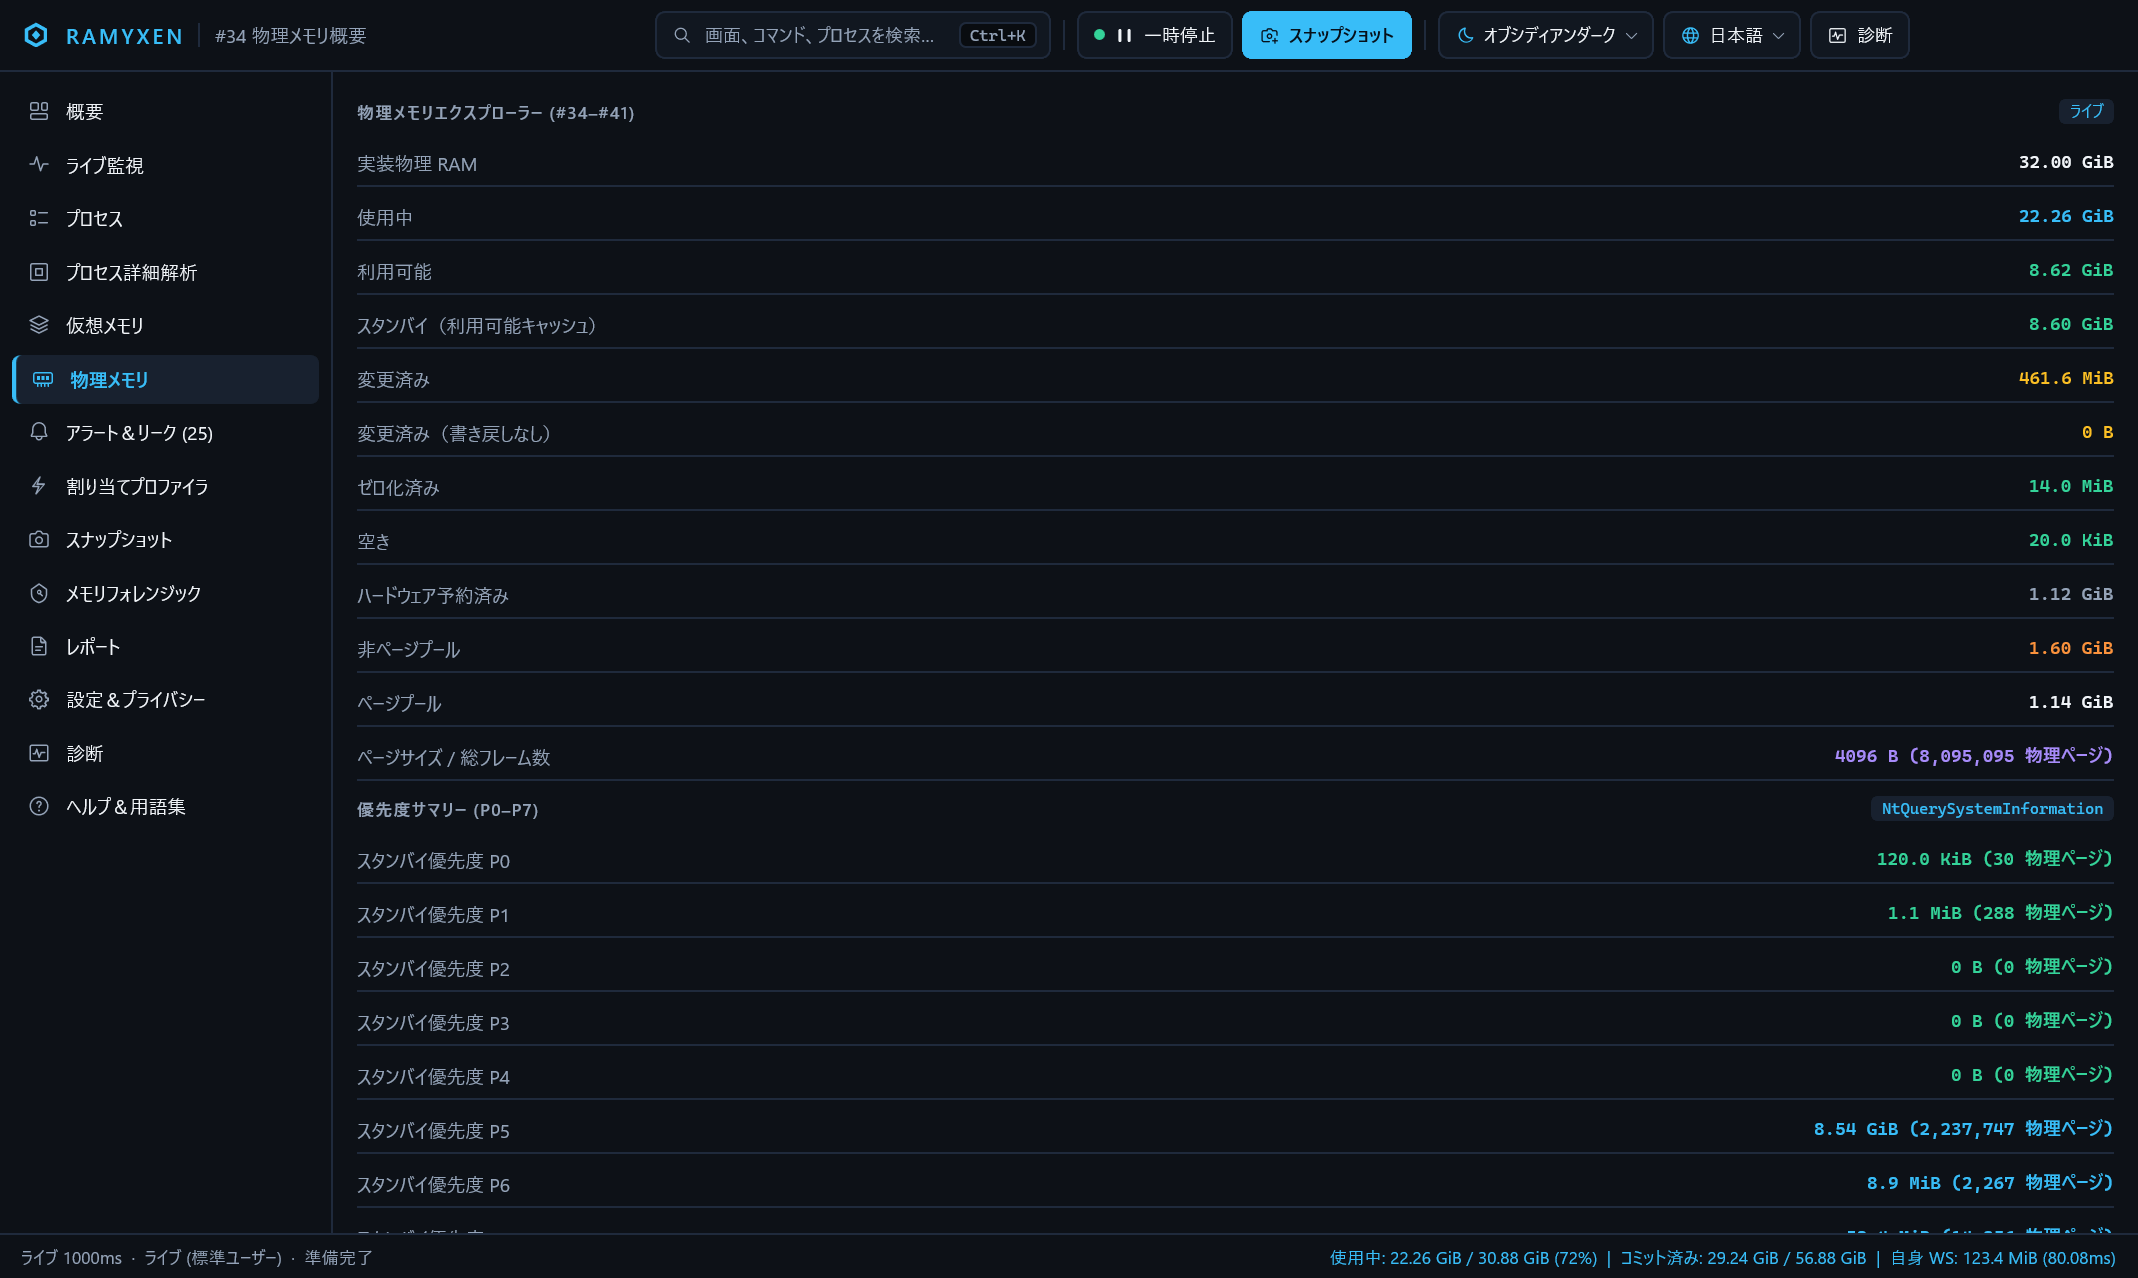 RAMYXEN
#34 物理メモリ概要
画面、コマンド、プロセスを検索...
Ctrl+K
一時停止
スナップショット
オブシディアンダーク
日本語
診断
概要
ライブ監視
プロセス
プロセス詳細解析
仮想メモリ
物理メモリ
アラート＆リーク (25)
割り当てプロファイラ
スナップショット
メモリフォレンジック
レポート
設定＆プライバシー
診断
ヘルプ＆用語集
物理メモリエクスプローラー (#34–#41)
ライブ
実装物理 RAM 32.00 GiB
使用中 22.26 GiB
利用可能 8.62 GiB
スタンバイ（利用可能キャッシュ） 8.60 GiB
変更済み 461.6 MiB
変更済み（書き戻しなし） 0 B
ゼロ化済み 14.0 MiB
空き 20.0 KiB
ハードウェア予約済み 1.12 GiB
非ページプール 1.60 GiB
ページプール 1.14 GiB
ページサイズ / 総フレーム数 4096 B (8,095,095 物理ページ)
優先度サマリー (P0–P7) NtQuerySystemInformation
スタンバイ優先度 P0 120.0 KiB (30 物理ページ)
スタンバイ優先度 P1 1.1 MiB (288 物理ページ)
スタンバイ優先度 P2 0 B (0 物理ページ)
スタンバイ優先度 P3 0 B (0 物理ページ)
スタンバイ優先度 P4 0 B (0 物理ページ)
スタンバイ優先度 P5 8.54 GiB (2,237,747 物理ページ)
スタンバイ優先度 P6 8.9 MiB (2,267 物理ページ)
ライブ 1000ms · ライブ (標準ユーザー) · 準備完了
使用中: 22.26 GiB / 30.88 GiB (72%) | コミット済み: 29.24 GiB / 56.88 GiB | 自身 WS: 123.4 MiB (80.08ms)